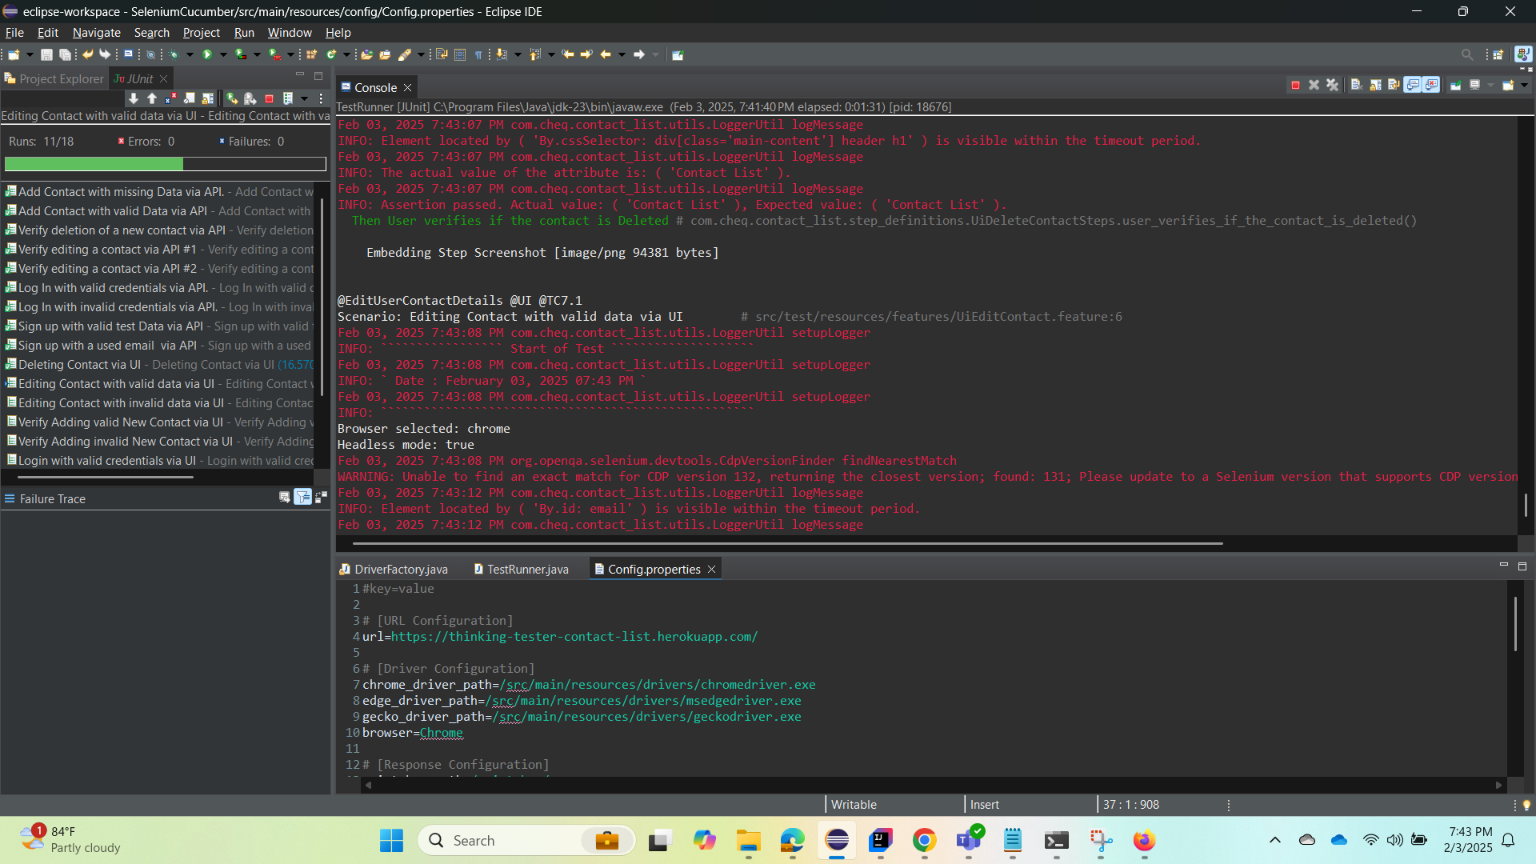 eclipse-workspace - SeleniumCucumber/src/main/resources/config/Config.properties - Eclipse IDE
File Edit Navigate Search Project Run Window Help
Project Explorer JUnit
Console
TestRunner [JUnit] C:\Program Files\Java\jdk-23\bin\javaw.exe (Feb 3, 2025, 7:41:40 PM elapsed: 0:01:31) [pid: 18676]
Editing Contact with valid data via UI - Editing Contact with va
Runs: 11/18 Errors: 0 Failures: 0
Add Contact with missing Data via API. - Add Contact w
Add Contact with valid Data via API - Add Contact with
Verify deletion of a new contact via API - Verify deletion
Verify editing a contact via API #1 - Verify editing a cont
Verify editing a contact via API #2 - Verify editing a cont
Log In with valid credentials via API. - Log In with valid c
Log In with invalid credentials via API. - Log In with inva
Sign up with valid test Data via API - Sign up with valid
Sign up with a used email via API - Sign up with a used
Deleting Contact via UI - Deleting Contact via UI (16.570
Editing Contact with valid data via UI - Editing Contact
Editing Contact with invalid data via UI - Editing Contac
Verify Adding valid New Contact via UI - Verify Adding v
Verify Adding invalid New Contact via UI - Verify Adding
Login with valid credentials via UI - Login with valid cre
Failure Trace
Feb 03, 2025 7:43:07 PM com.cheq.contact_list.utils.LoggerUtil logMessage
INFO: Element located by ( 'By.cssSelector: div[class='main-content'] header h1' ) is visible within the timeout period.
Feb 03, 2025 7:43:07 PM com.cheq.contact_list.utils.LoggerUtil logMessage
INFO: The actual value of the attribute is: ( 'Contact List' ).
Feb 03, 2025 7:43:07 PM com.cheq.contact_list.utils.LoggerUtil logMessage
INFO: Assertion passed. Actual value: ( 'Contact List' ), Expected value: ( 'Contact List' ).
Then User verifies if the contact is Deleted # com.cheq.contact_list.step_definitions.UiDeleteContactSteps.user_verifies_if_the_contact_is_deleted()
Embedding Step Screenshot [image/png 94381 bytes]
@EditUserContactDetails @UI @TC7.1
Scenario: Editing Contact with valid data via UI # src/test/resources/features/UiEditContact.feature:6
Feb 03, 2025 7:43:08 PM com.cheq.contact_list.utils.LoggerUtil setupLogger
INFO: ````````````````` Start of Test ````````````````````
Feb 03, 2025 7:43:08 PM com.cheq.contact_list.utils.LoggerUtil setupLogger
INFO: ` Date : February 03, 2025 07:43 PM `
Feb 03, 2025 7:43:08 PM com.cheq.contact_list.utils.LoggerUtil setupLogger
INFO: ````````````````````````````````````````````````````
Browser selected: chrome
Headless mode: true
Feb 03, 2025 7:43:08 PM org.openqa.selenium.devtools.CdpVersionFinder findNearestMatch
WARNING: Unable to find an exact match for CDP version 132, returning the closest version; found: 131; Please update to a Selenium version that supports CDP version
Feb 03, 2025 7:43:12 PM com.cheq.contact_list.utils.LoggerUtil logMessage
INFO: Element located by ( 'By.id: email' ) is visible within the timeout period.
Feb 03, 2025 7:43:12 PM com.cheq.contact_list.utils.LoggerUtil logMessage
DriverFactory.java TestRunner.java Config.properties
1 #key=value
2
3 # [URL Configuration]
4 url=https://thinking-tester-contact-list.herokuapp.com/
5
6 # [Driver Configuration]
7 chrome_driver_path=/src/main/resources/drivers/chromedriver.exe
8 edge_driver_path=/src/main/resources/drivers/msedgedriver.exe
9 gecko_driver_path=/src/main/resources/drivers/geckodriver.exe
10 browser=Chrome
11
12 # [Response Configuration]
Writable Insert 37 : 1 : 908
1
84°F
Partly cloudy
Search
7:43 PM
2/3/2025